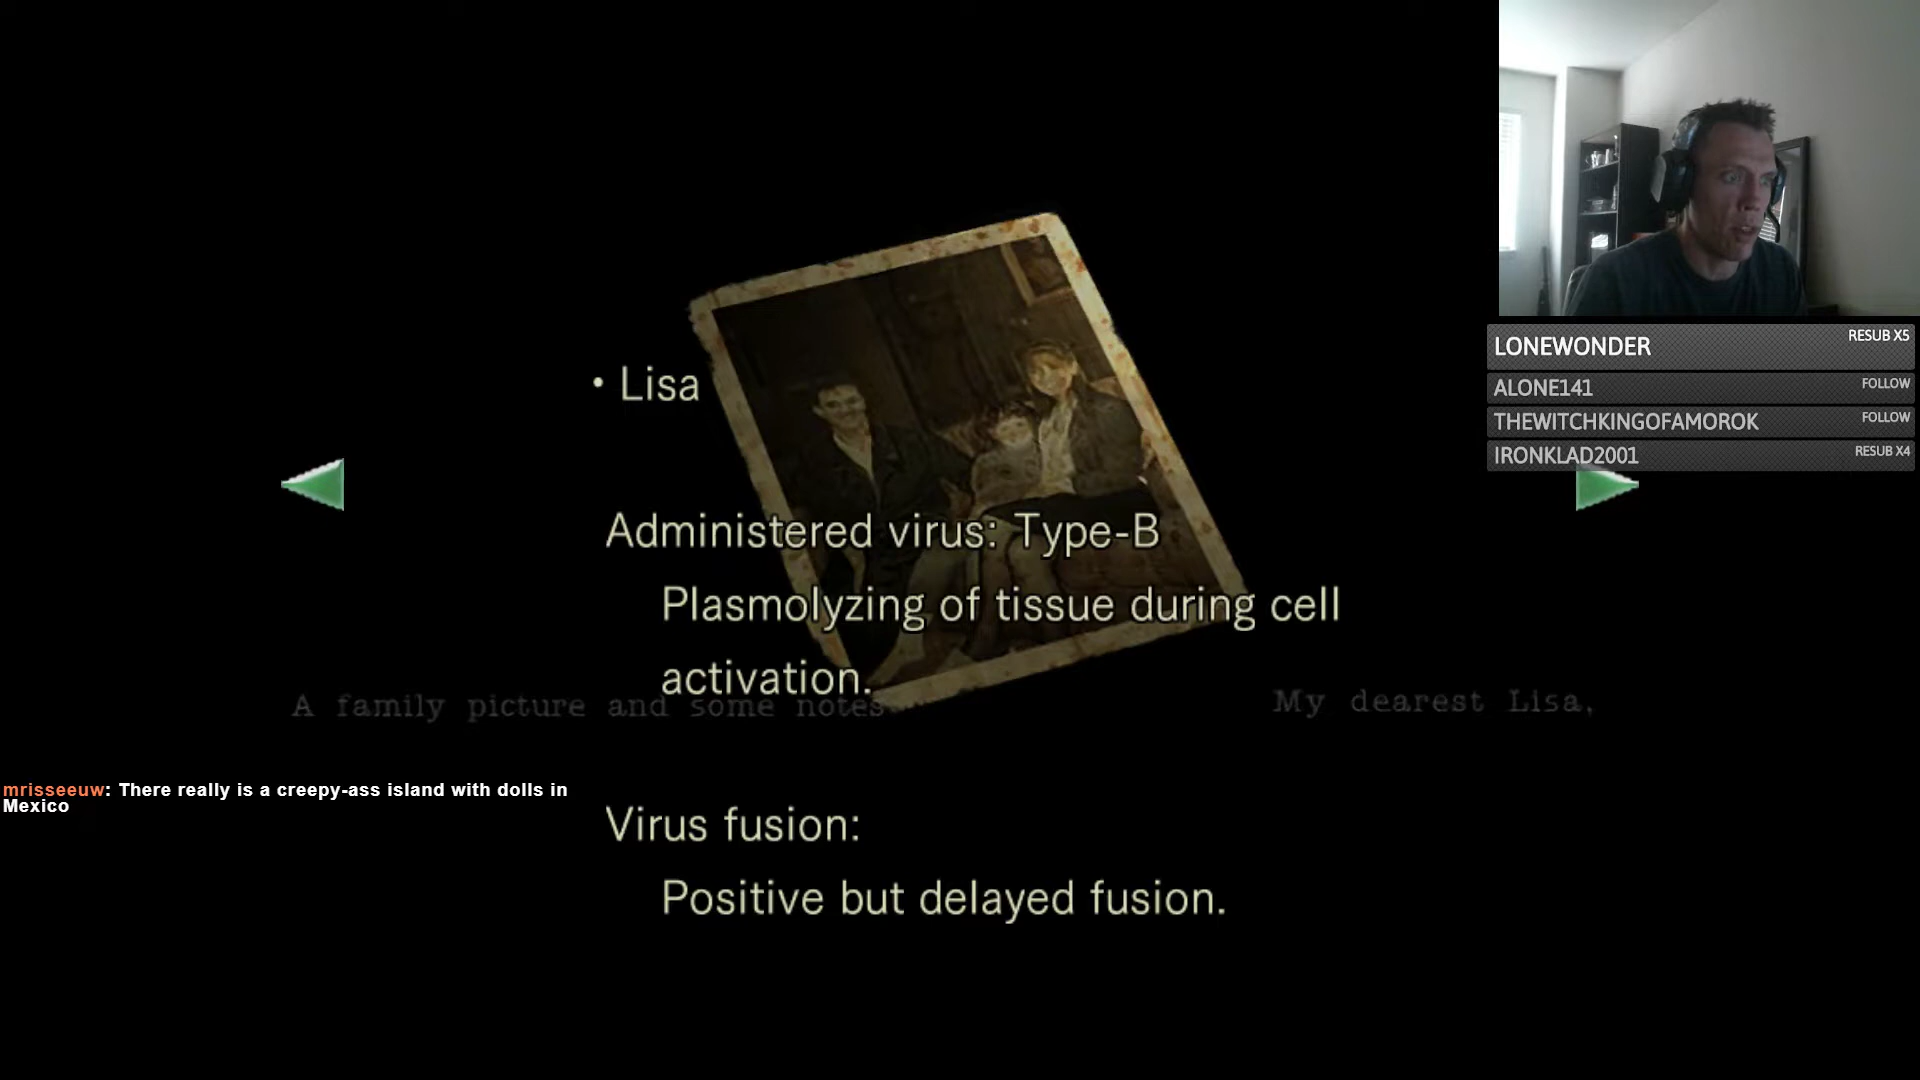 • Lisa
Administered virus: Type-B
Plasmolyzing of tissue during cell
activation.
A family picture and some notes
My dearest Lisa,
Virus fusion:
Positive but delayed fusion.
mrisseeuw: There really is a creepy-ass island with dolls in
Mexico
LONEWONDER RESUB X5
ALONE141 FOLLOW
THEWITCHKINGOFAMOROK FOLLOW
IRONKLAD2001 RESUB X4